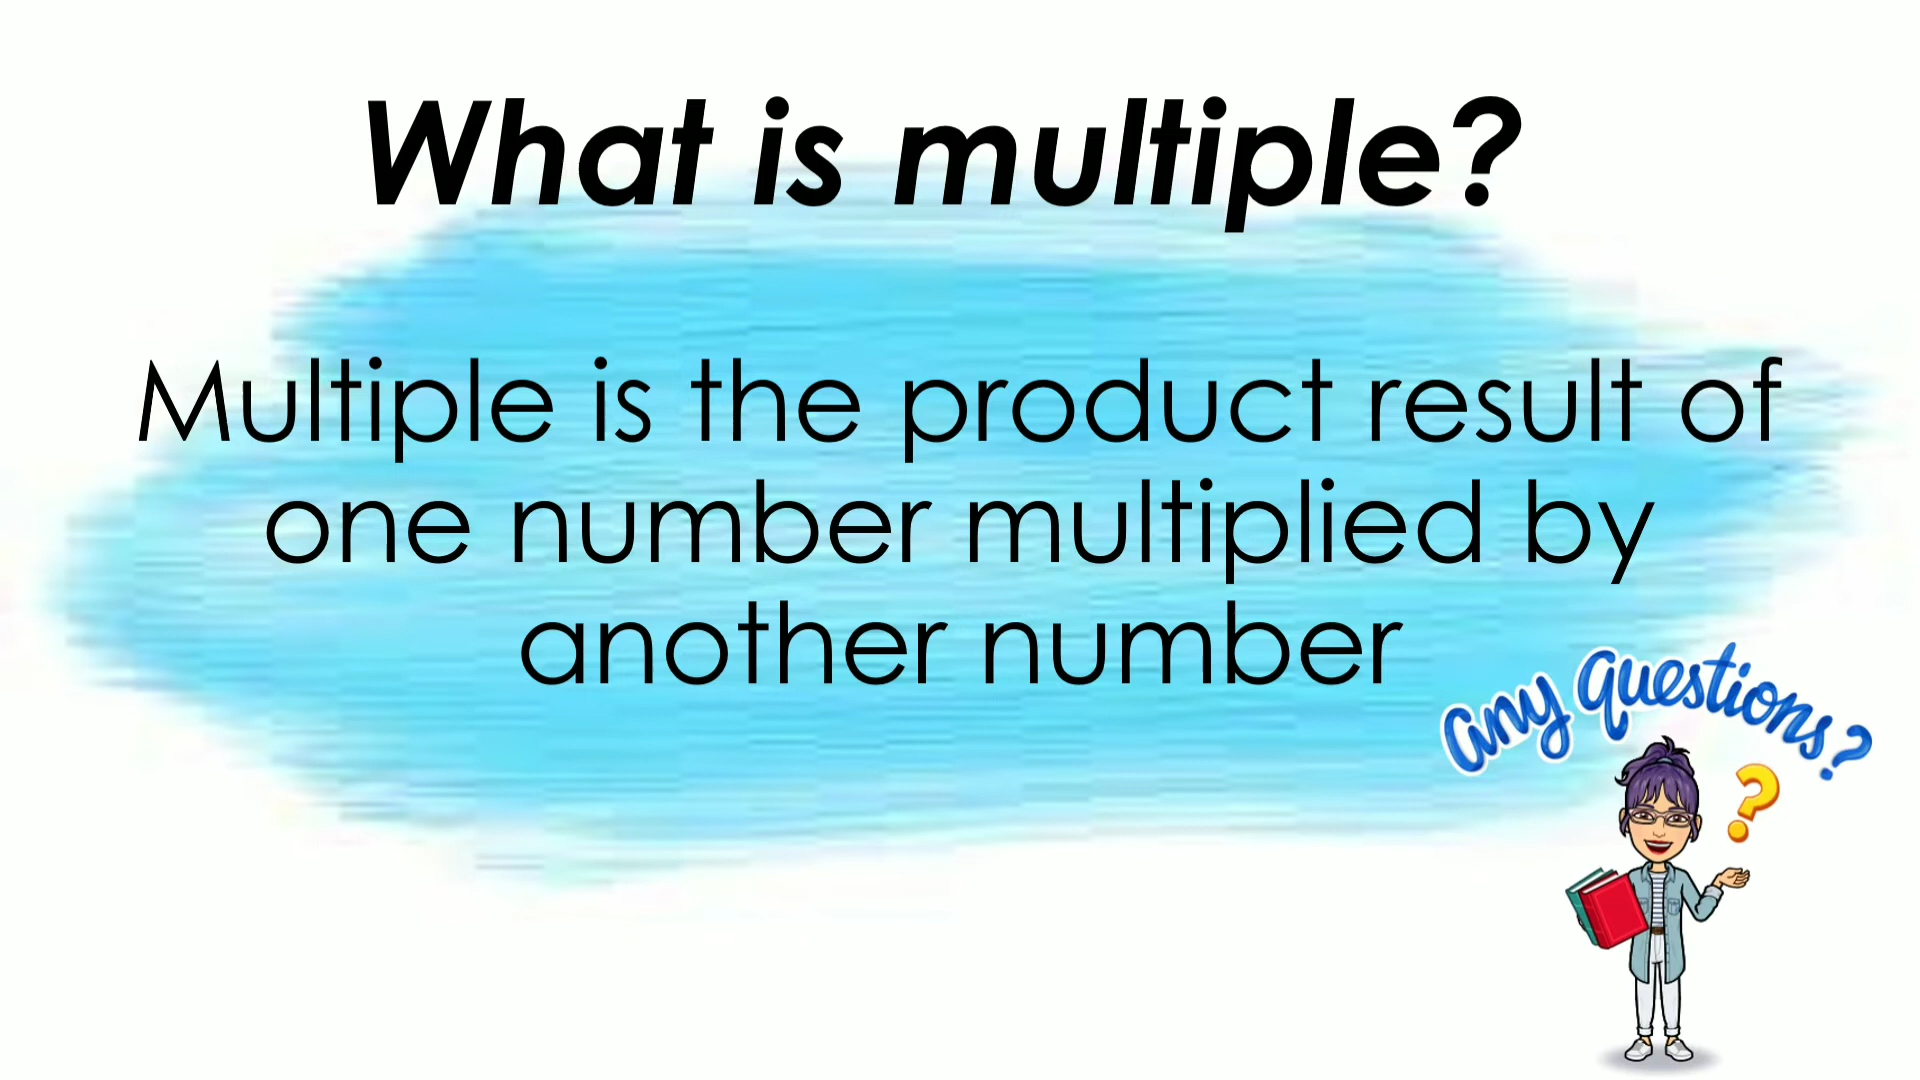 What is multiple?
Multiple is the product result of
one number multiplied by
another number
any questions?
?